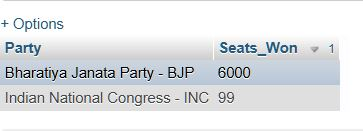 + Options
Party Seats_Won 1
Bharatiya Janata Party - BJP 6000
Indian National Congress - INC 99